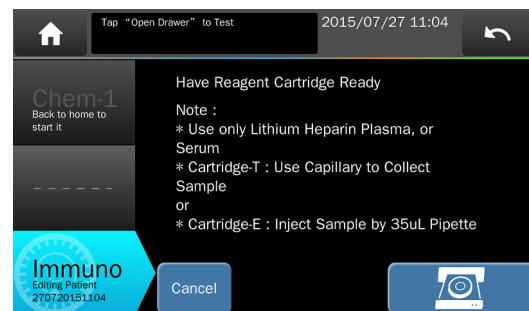 Tap “Open Drawer” to Test
2015/07/27 11:04
Chem-1
Back to home to
start it
Have Reagent Cartridge Ready
Note :
* Use only Lithium Heparin Plasma, or
Serum
* Cartridge-T : Use Capillary to Collect
Sample
or
* Cartridge-E : Inject Sample by 35uL Pipette
------
Immuno
Editing Patient
270720151104
Cancel